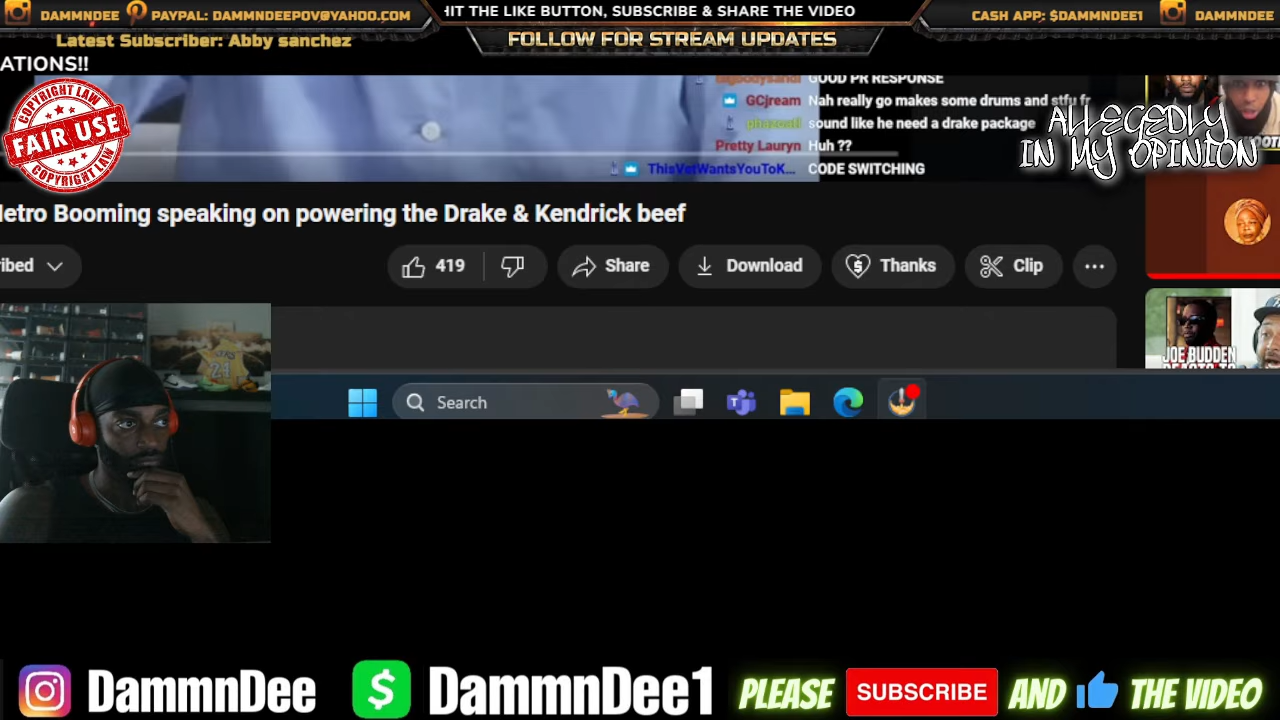 DAMMNDEE
PAYPAL: DAMMNDEEPOV@YAHOO.COM
HIT THE LIKE BUTTON, SUBSCRIBE & SHARE THE VIDEO
CASH APP: $DAMMNDEE1
DAMMNDEE
Latest Subscriber: Abby sanchez
FOLLOW FOR STREAM UPDATES
ATIONS!!
COPYRIGHT LAW
FAIR USE
COPYRIGHT LAW
GOOD PR RESPONSE
GCjream Nah really go makes some drums and stfu fr
sound like he need a drake package
Pretty Lauryn Huh ??
ThisVetWantsYouToK... CODE SWITCHING
ALLEGEDLY
IN MY OPINION
etro Booming speaking on powering the Drake & Kendrick beef
ibed
419
Share
Download
Thanks
Clip
JOE BUDDEN
24
Search
DammnDee
DammnDee1
PLEASE SUBSCRIBE AND THE VIDEO